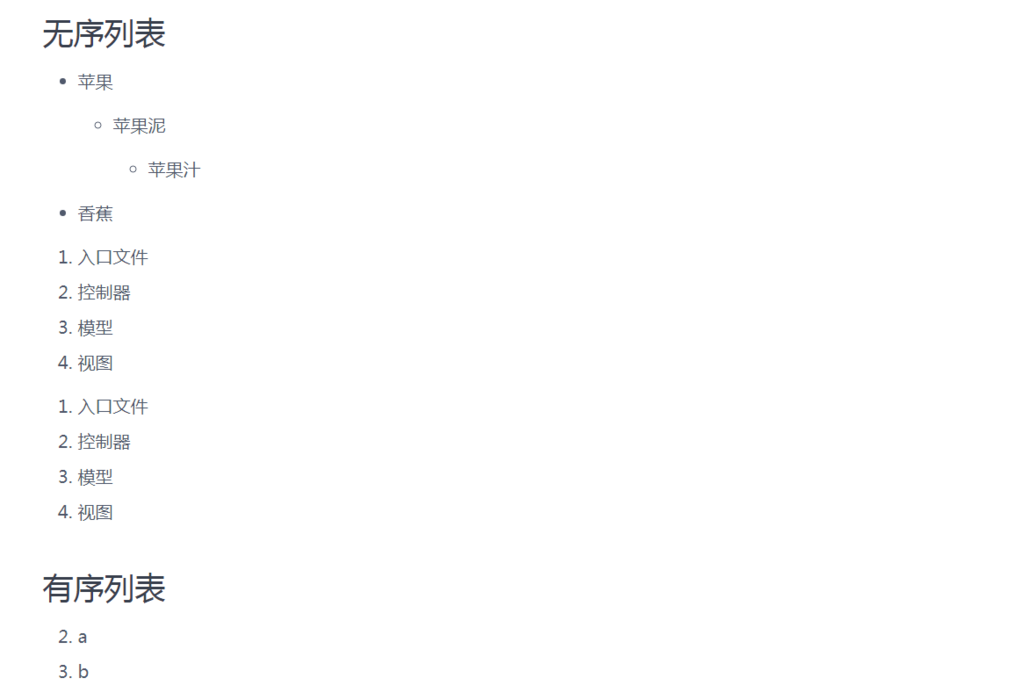 无序列表
• 苹果
◦ 苹果泥
◦ 苹果汁
• 香蕉
1. 入口文件
2. 控制器
3. 模型
4. 视图
1. 入口文件
2. 控制器
3. 模型
4. 视图
有序列表
2. a
3. b